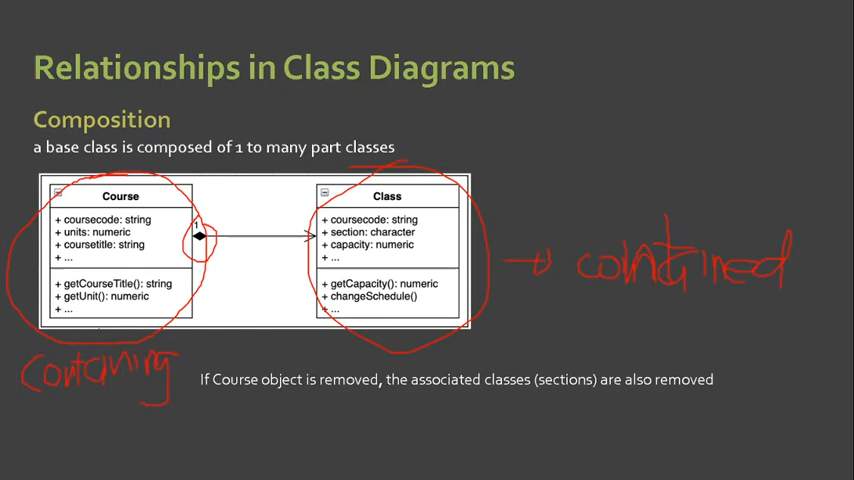 Relationships in Class Diagrams
Composition
a base class is composed of 1 to many part classes
Course
+ coursecode: string
+ units: numeric
+ coursetitle: string
+ ...
+ getCourseTitle(): string
+ getUnit(): numeric
+ ...
1
Class
+ coursecode: string
+ section: character
+ capacity: numeric
+ ...
+ getCapacity(): numeric
+ changeSchedule()
+ ...
contained
containing
If Course object is removed, the associated classes (sections) are also removed